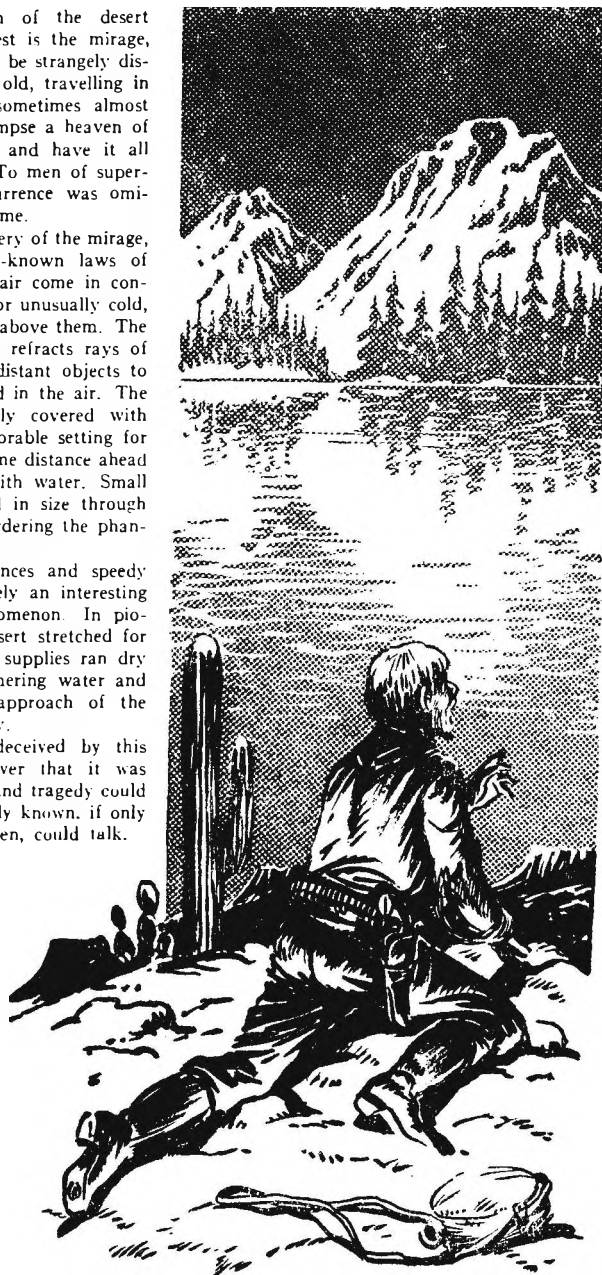 n of the desert
est is the mirage,
be strangely dis-
old, travelling in
sometimes almost
mpse a heaven of
and have it all
To men of super-
urrence was omi-
me.
ery of the mirage,
-known laws of
air come in con-
or unusually cold,
above them. The
refracts rays of
distant objects to
d in the air. The
ly covered with
orable setting for
me distance ahead
ith water. Small
d in size through
rdering the phan-
nces and speedy
ely an interesting
omenon. In pio-
sert stretched for
supplies ran dry
mering water and
approach of the
y.
deceived by this
ver that it was
and tragedy could
ly known. if only
en, could talk.